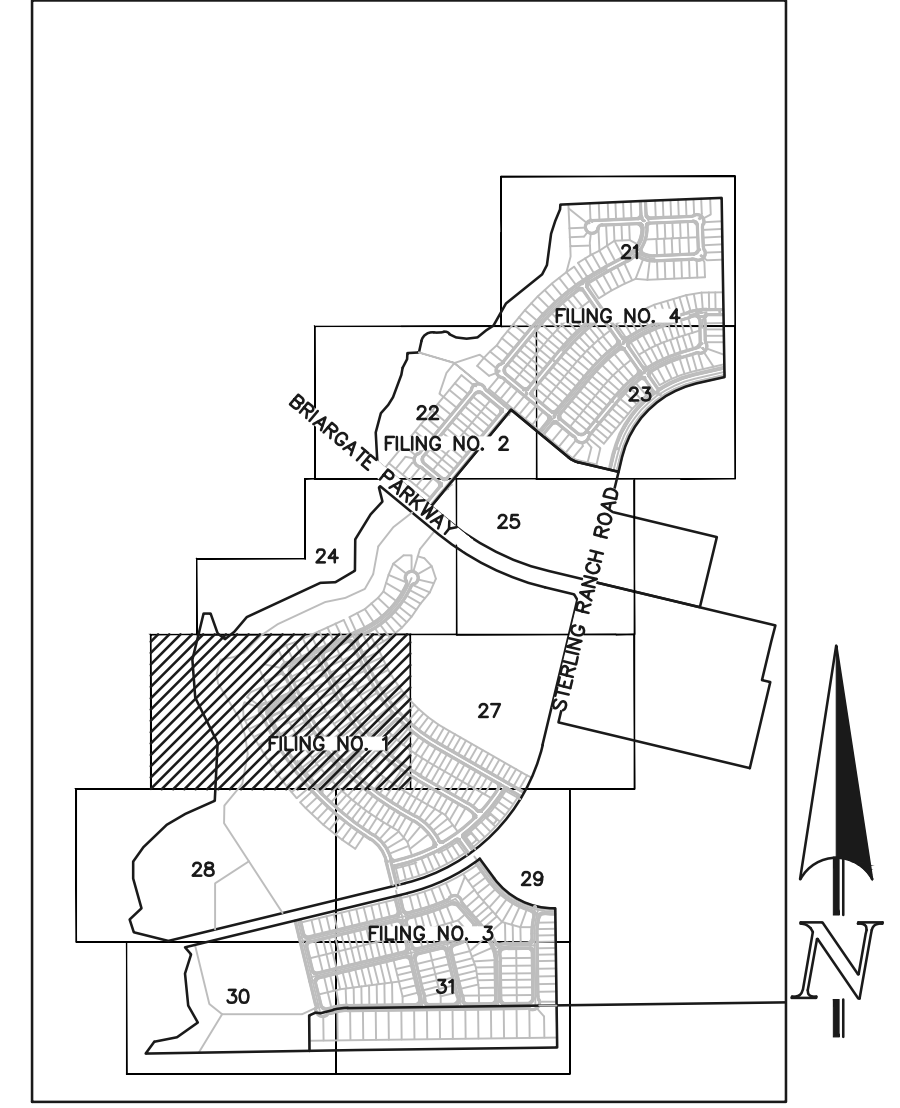 21
FILING NO. 4
23
22
BRIARGATE PARKWAY
FILING NO. 2
25
24
STERLING RANCH ROAD
27
FILING NO. 1
28
29
FILING NO. 3
31
30
N